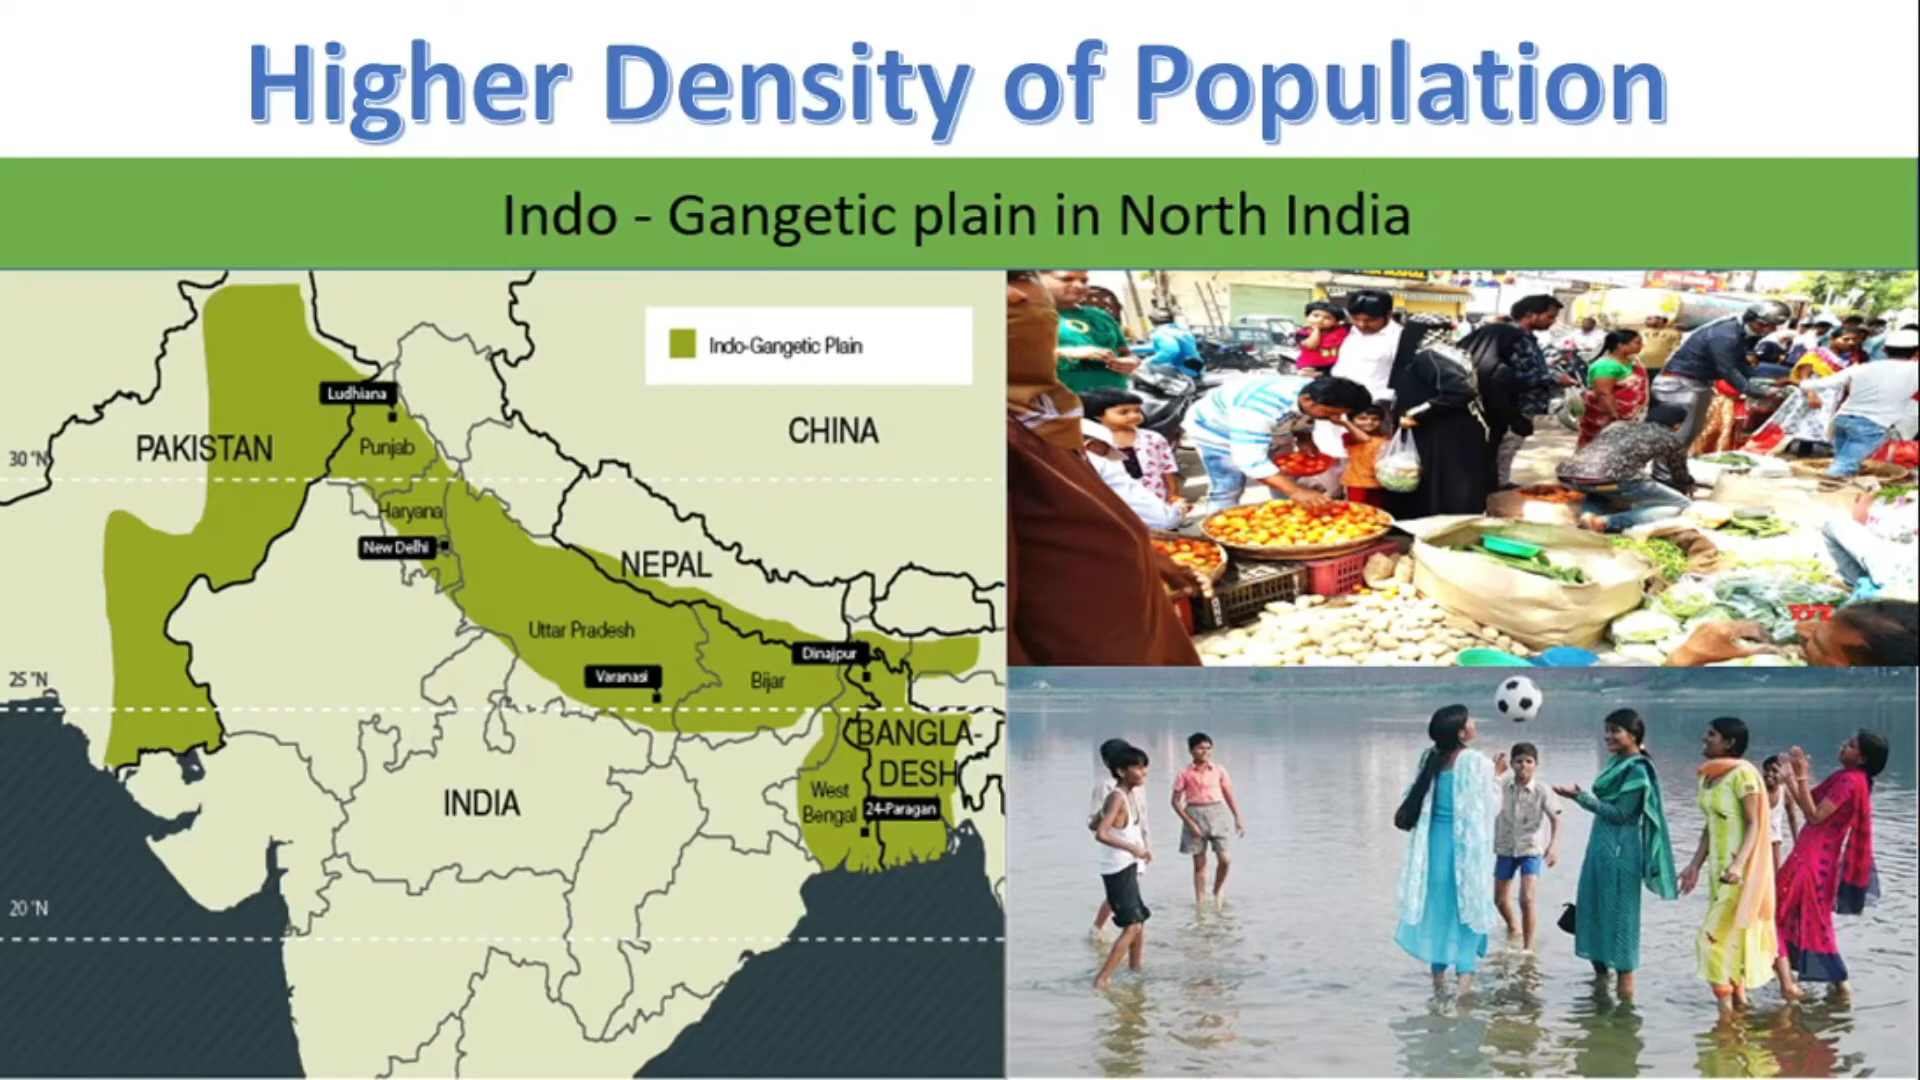 Higher Density of Population
Indo - Gangetic plain in North India
Indo-Gangetic Plain
Ludhiana
CHINA
PAKISTAN
Punjab
30 °N
Haryana
New Delhi
NEPAL
Uttar Pradesh
Dinajpur
25 °N
Varanasi
Bijar
BANGLA-
DESH
INDIA
West
Bengal
24-Paragan
20 °N